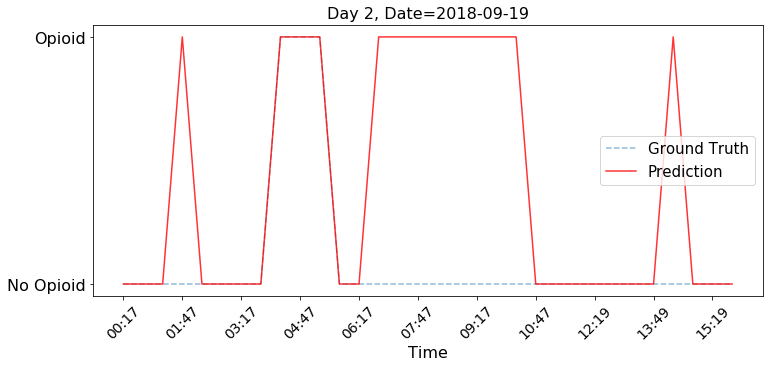 Day 2, Date=2018-09-19
Opioid
No Opioid
Ground Truth
Prediction
00:17 01:47 03:17 04:47 06:17 07:47 09:17 10:47 12:19 13:49 15:19
Time